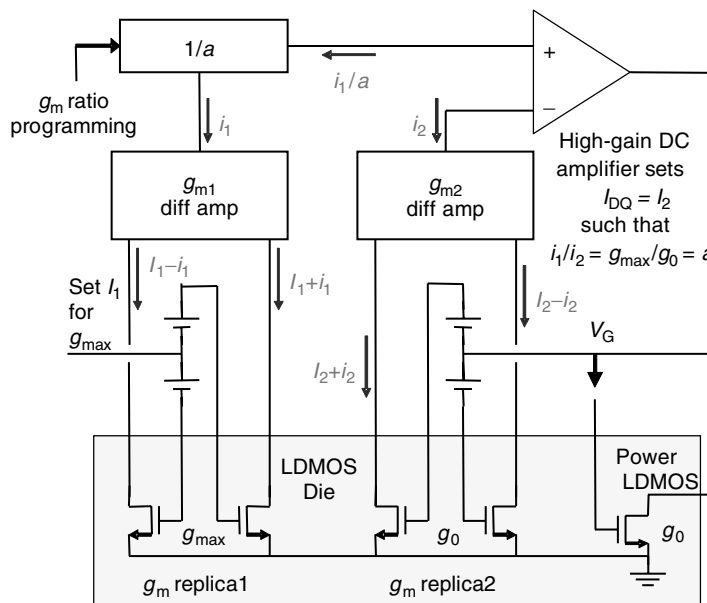 1/a
g_m ratio
programming
i_1/a
i_1
i_2
+
−
g_m1
diff amp
g_m2
diff amp
High-gain DC
amplifier sets
I_DQ = I_2
such that
i_1/i_2 = g_max/g_0 = a
Set I_1
for
g_max
I_1−i_1
I_1+i_1
I_2+i_2
I_2−i_2
V_G
LDMOS
Die
Power
LDMOS
g_max
g_0
g_0
g_m replica1
g_m replica2